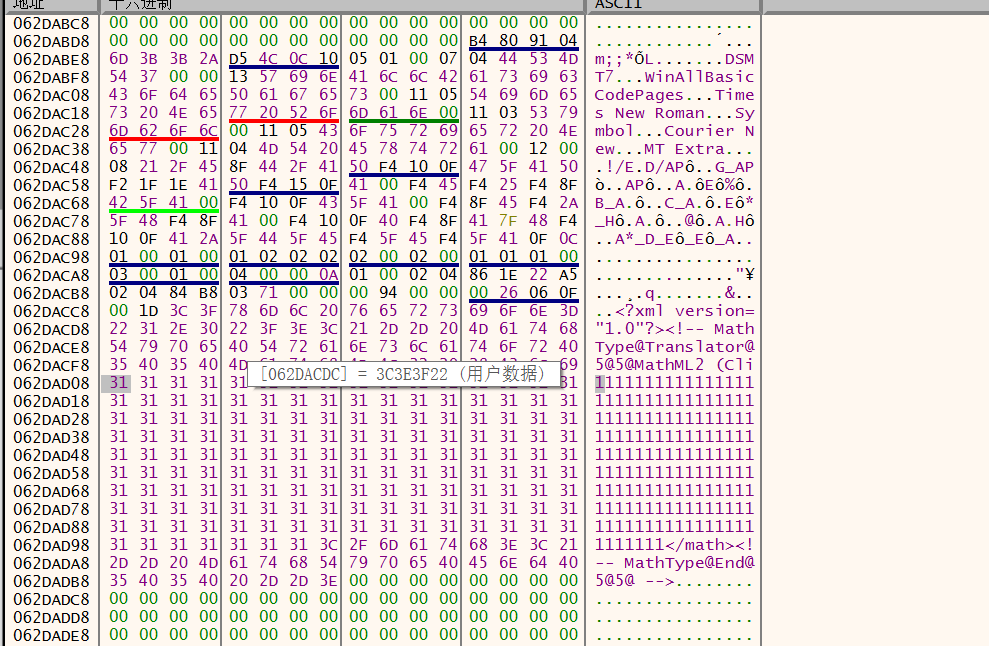 地址 十六进制 ASCII
062DABC8 00 00 00 00 00 00 00 00 00 00 00 00 00 00 00 00 ................
062DABD8 00 00 00 00 00 00 00 00 00 00 00 00 B4 80 91 04 ............´...
062DABE8 6D 3B 3B 2A D5 4C 0C 10 05 01 00 07 04 44 53 4D m;;*ÕL.......DSM
062DABF8 54 37 00 00 13 57 69 6E 41 6C 6C 42 61 73 69 63 T7...WinAllBasic
062DAC08 43 6F 64 65 50 61 67 65 73 00 11 05 54 69 6D 65 CodePages...Time
062DAC18 73 20 4E 65 77 20 52 6F 6D 61 6E 00 11 03 53 79 s New Roman...Sy
062DAC28 6D 62 6F 6C 00 11 05 43 6F 75 72 69 65 72 20 4E mbol...Courier N
062DAC38 65 77 00 11 04 4D 54 20 45 78 74 72 61 00 12 00 ew...MT Extra...
062DAC48 08 21 2F 45 8F 44 2F 41 50 F4 10 0F 47 5F 41 50 .!/E.D/APô..G_AP
062DAC58 F2 1F 1E 41 50 F4 15 0F 41 00 F4 45 F4 25 F4 8F ò..APô..A.ôEô%ô.
062DAC68 42 5F 41 00 F4 10 0F 43 5F 41 00 F4 8F 45 F4 2A B_A.ô..C_A.ô.Eô*
062DAC78 5F 48 F4 8F 41 00 F4 10 0F 40 F4 8F 41 7F 48 F4 _Hô.A.ô..@ô.A.Hô
062DAC88 10 0F 41 2A 5F 44 5F 45 F4 5F 45 F4 5F 41 0F 0C ..A*_D_Eô_Eô_A..
062DAC98 01 00 01 00 01 02 02 02 02 00 02 00 01 01 01 00 ................
062DACA8 03 00 01 00 04 00 00 0A 01 00 02 04 86 1E 22 A5 .............."¥
062DACB8 02 04 84 B8 03 71 00 00 00 94 00 00 00 26 06 0F ...¸.q.......&..
062DACC8 00 1D 3C 3F 78 6D 6C 20 76 65 72 73 69 6F 6E 3D ..<?xml version=
062DACD8 22 31 2E 30 22 3F 3E 3C 21 2D 2D 20 4D 61 74 68 "1.0"?><!-- Math
062DACE8 54 79 70 65 40 54 72 61 6E 73 6C 61 74 6F 72 40 Type@Translator@
062DACF8 35 40 35 40 4D 69 5@5@MathML2 (Cli
[062DACDC] = 3C3E3F22 (用户数据)
062DAD08 31 31 31 31 31 31 1111111111111111
062DAD18 31 31 31 31 31 31 31 31 31 31 31 31 31 31 31 31 1111111111111111
062DAD28 31 31 31 31 31 31 31 31 31 31 31 31 31 31 31 31 1111111111111111
062DAD38 31 31 31 31 31 31 31 31 31 31 31 31 31 31 31 31 1111111111111111
062DAD48 31 31 31 31 31 31 31 31 31 31 31 31 31 31 31 31 1111111111111111
062DAD58 31 31 31 31 31 31 31 31 31 31 31 31 31 31 31 31 1111111111111111
062DAD68 31 31 31 31 31 31 31 31 31 31 31 31 31 31 31 31 1111111111111111
062DAD78 31 31 31 31 31 31 31 31 31 31 31 31 31 31 31 31 1111111111111111
062DAD88 31 31 31 31 31 31 31 31 31 31 31 31 31 31 31 31 1111111111111111
062DAD98 31 31 31 31 31 31 31 3C 2F 6D 61 74 68 3E 3C 21 1111111</math><!
062DADA8 2D 2D 20 4D 61 74 68 54 79 70 65 40 45 6E 64 40 -- MathType@End@
062DADB8 35 40 35 40 20 2D 2D 3E 00 00 00 00 00 00 00 00 5@5@ -->........
062DADC8 00 00 00 00 00 00 00 00 00 00 00 00 00 00 00 00 ................
062DADD8 00 00 00 00 00 00 00 00 00 00 00 00 00 00 00 00 ................
062DADE8 00 00 00 00 00 00 00 00 00 00 00 00 00 00 00 00 ................